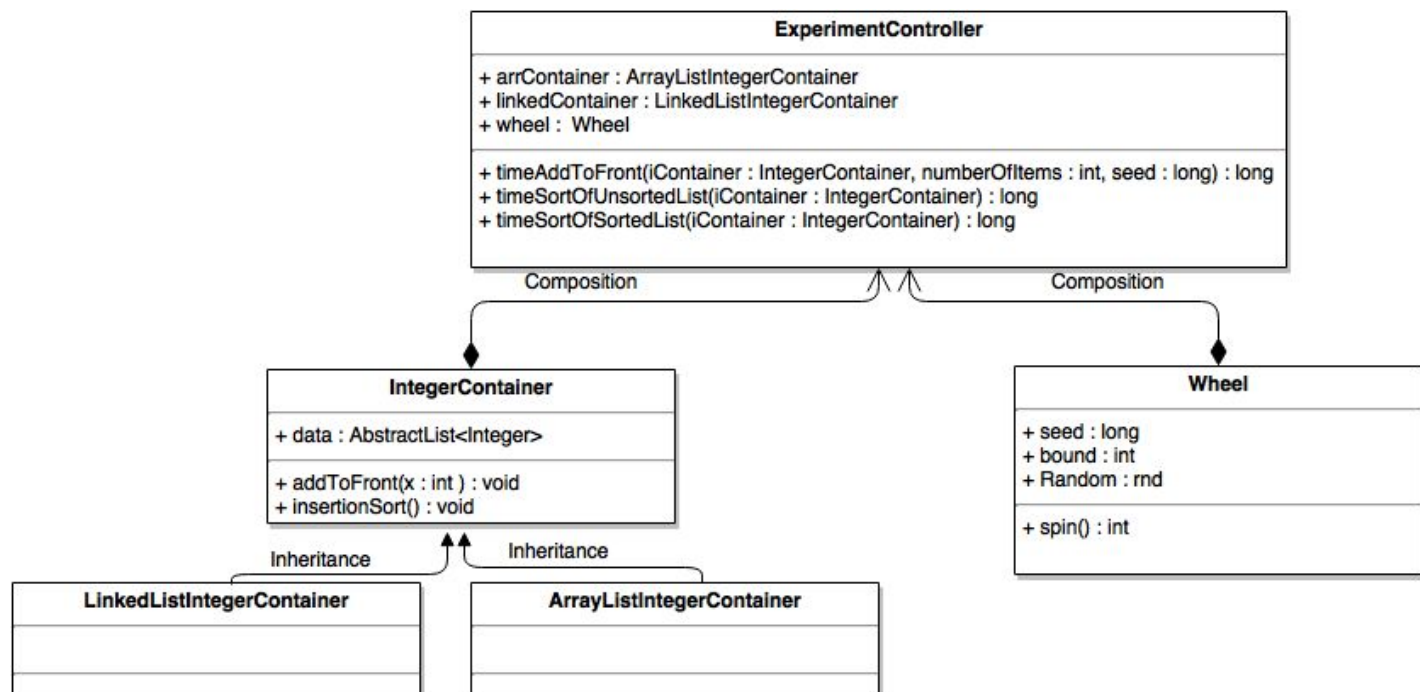 ExperimentController
+ arrContainer : ArrayListIntegerContainer
+ linkedContainer : LinkedListIntegerContainer
+ wheel :  Wheel
+ timeAddToFront(iContainer : IntegerContainer, numberOfItems : int, seed : long) : long
+ timeSortOfUnsortedList(iContainer : IntegerContainer) : long
+ timeSortOfSortedList(iContainer : IntegerContainer) : long
Composition
Composition
IntegerContainer
+ data : AbstractList<Integer>
+ addToFront(x : int ) : void
+ insertionSort() : void
Wheel
+ seed : long
+ bound : int
+ Random : rnd
+ spin() : int
Inheritance
Inheritance
LinkedListIntegerContainer
ArrayListIntegerContainer